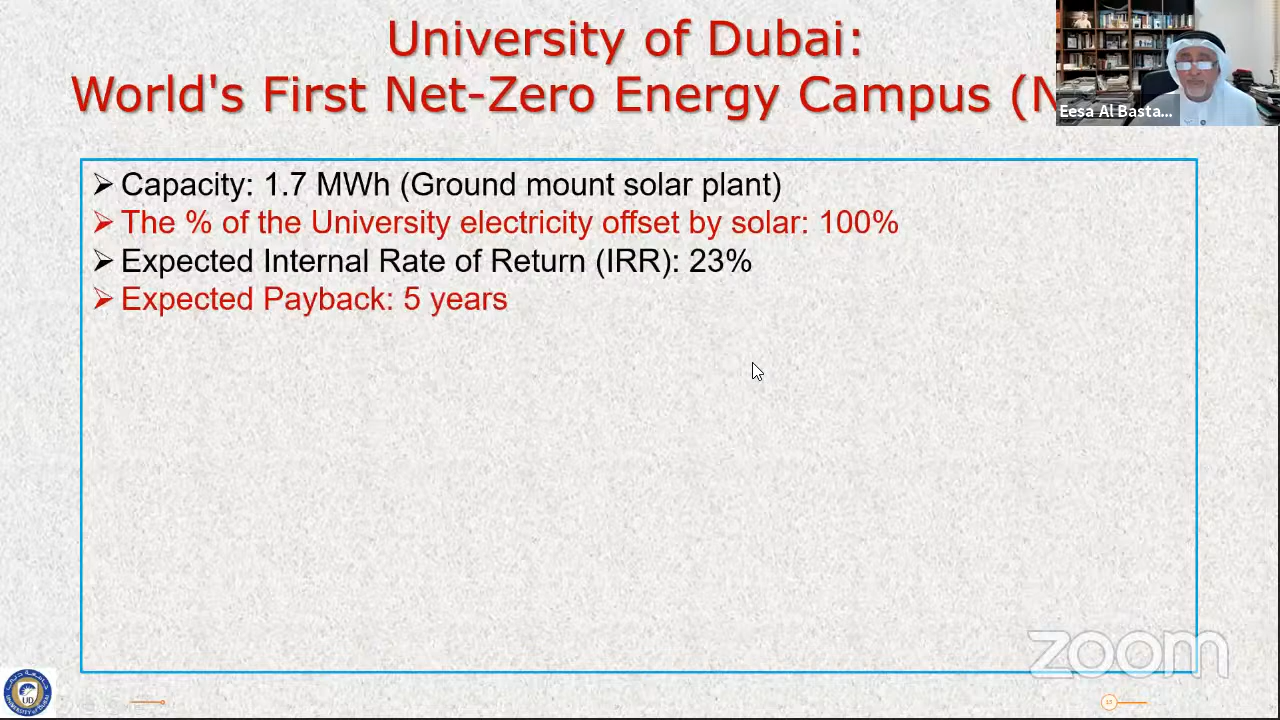 University of Dubai:
World's First Net-Zero Energy Campus (N
Eesa Al Basta...
➢ Capacity: 1.7 MWh (Ground mount solar plant)
➢ The % of the University electricity offset by solar: 100%
➢ Expected Internal Rate of Return (IRR): 23%
➢ Expected Payback: 5 years
zoom
UD
13